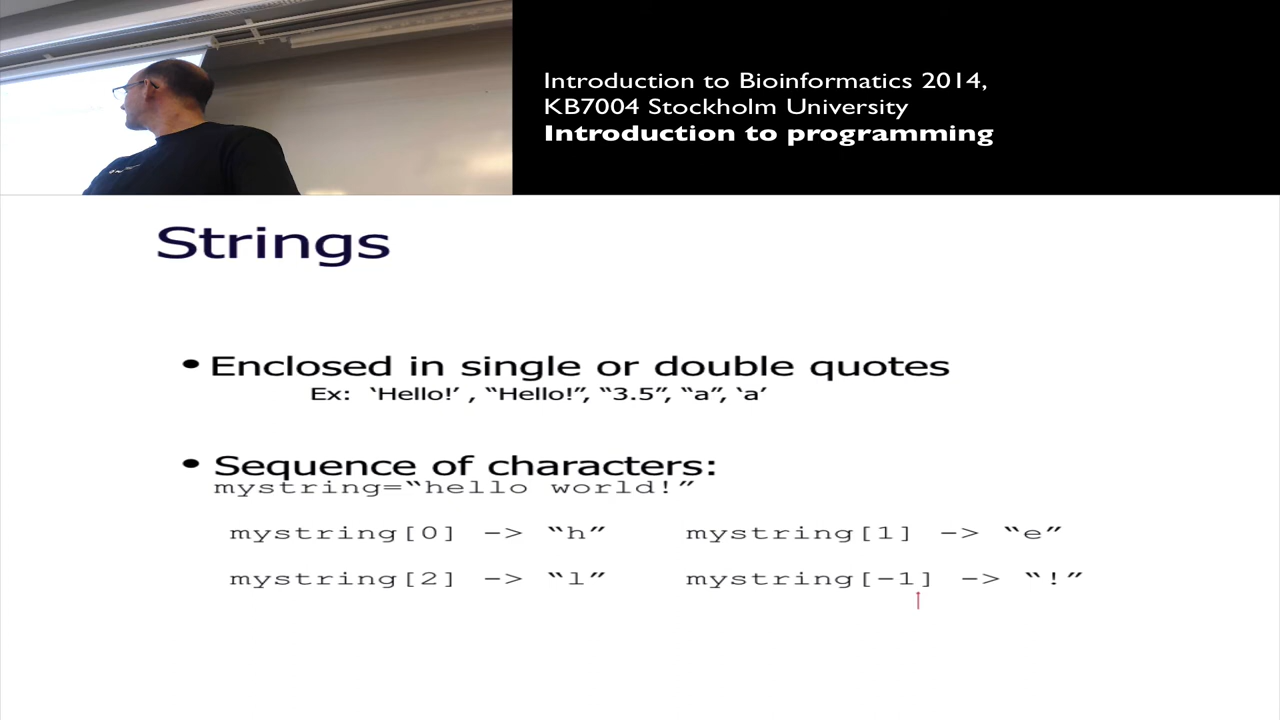 Introduction to Bioinformatics 2014,
KB7004 Stockholm University
Introduction to programming
Strings
• Enclosed in single or double quotes
Ex: ‘Hello!’ , “Hello!”, “3.5”, “a”, ‘a’
• Sequence of characters:
mystring=“hello world!”
mystring[0] -> “h” mystring[1] -> “e”
mystring[2] -> “l” mystring[-1] -> “!”